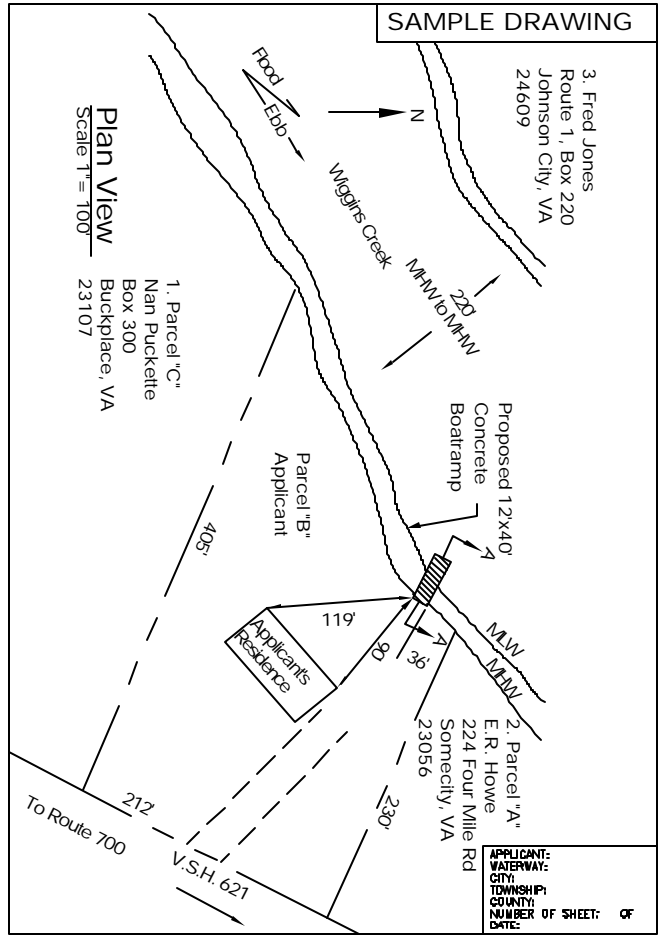 SAMPLE DRAWING
3. Fred Jones
Route 1, Box 220
Johnson City, VA
24609
Flood
Ebb
N
Wiggins Creek
220'
MHW to MHW
Plan View
Scale 1" = 100'
1. Parcel "C"
Nan Puckette
Box 300
Buckplace, VA
23107
Proposed 12'x40'
Concrete
Boatramp
Parcel "B"
Applicant
A
A
MLW
MHW
119'
90'
36'
Applicant's
Residence
405'
2. Parcel "A"
E.R. Howe
224 Four Mile Rd
Somecity, VA
23056
230'
212'
To Route 700
V.S.H. 621
APPLICANT:
WATERWAY:
CITY:
TOWNSHIP:
COUNTY:
NUMBER OF SHEET: OF
DATE: